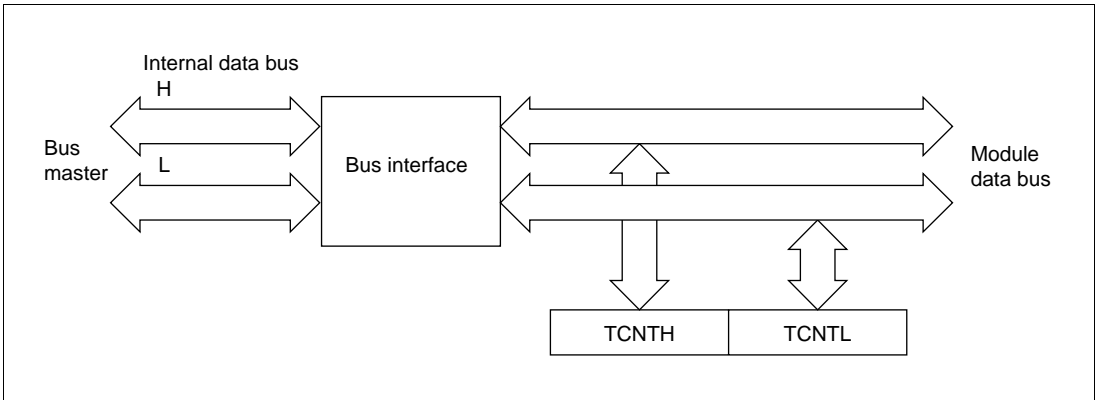 Internal data bus
H
Bus
master
L
Bus interface
Module
data bus
TCNTH
TCNTL